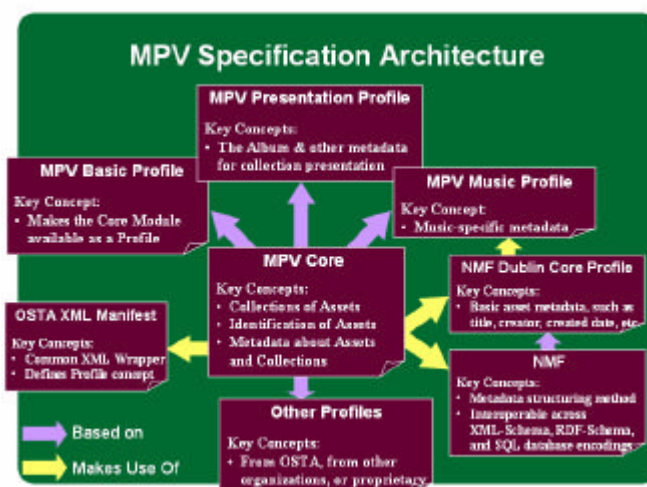 MPV Specification Architecture
MPV Presentation Profile
Key Concepts:
• The Album & other metadata
for collection presentation
MPV Basic Profile
Key Concept:
• Makes the Core Module
available as a Profile
MPV Music Profile
Key Concept:
• Music-specific metadata
MPV Core
Key Concepts:
• Collections of Assets
• Identification of Assets
• Metadata about Assets
and Collections
NMF Dublin Core Profile
Key Concepts:
• Basic asset metadata, such as
title, creator, created date, etc.
OSTA XML Manifest
Key Concepts:
• Common XML Wrapper
• Defines Profile concept
NMF
Key Concepts:
• Metadata structuring method
• Interoperable across
XML-Schema, RDF-Schema,
and SQL database encodings
Other Profiles
Key Concepts:
• From OSTA, from other
organizations, or proprietary
Based on
Makes Use Of